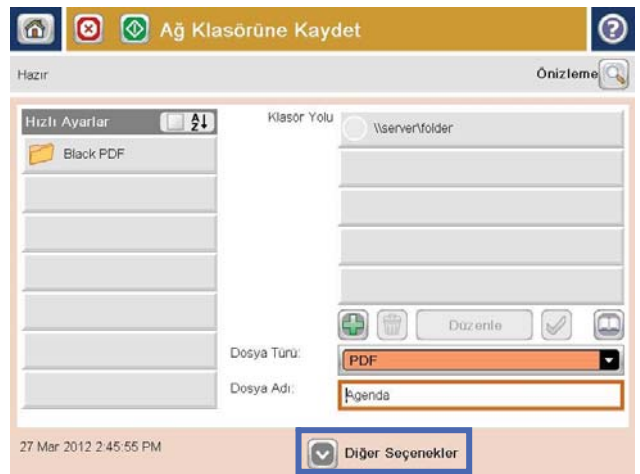 Ağ Klasörüne Kaydet
Hazır
Önizleme
Hızlı Ayarlar
Klasör Yolu
\\server\folder
Black PDF
Düzenle
Dosya Türü:
PDF
Dosya Adı:
Agenda
27 Mar 2012 2:45:55 PM
Diğer Seçenekler